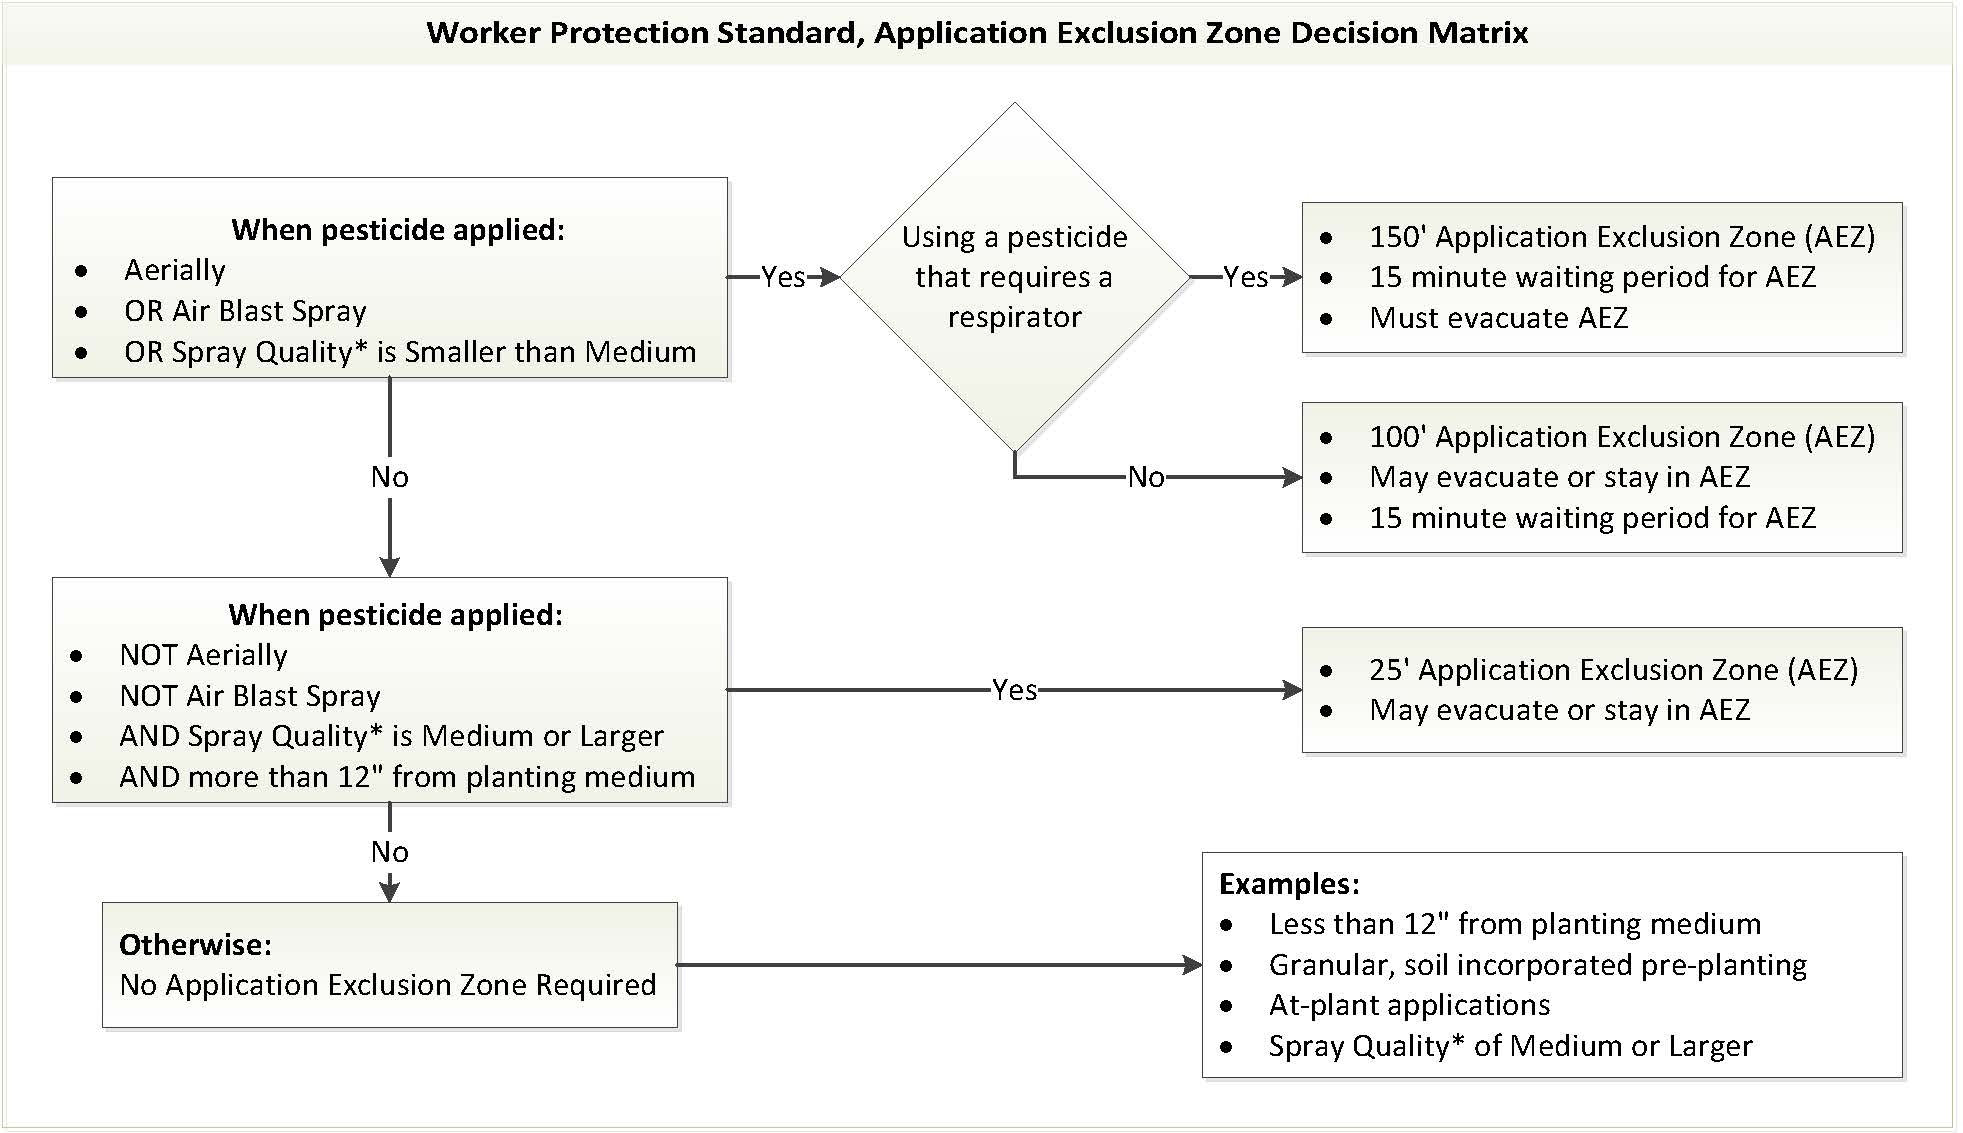 Worker Protection Standard, Application Exclusion Zone Decision Matrix
When pesticide applied:
• Aerially
• OR Air Blast Spray
• OR Spray Quality* is Smaller than Medium
Yes
Using a pesticide
that requires a
respirator
Yes
• 150' Application Exclusion Zone (AEZ)
• 15 minute waiting period for AEZ
• Must evacuate AEZ
No
• 100' Application Exclusion Zone (AEZ)
• May evacuate or stay in AEZ
• 15 minute waiting period for AEZ
No
When pesticide applied:
• NOT Aerially
• NOT Air Blast Spray
• AND Spray Quality* is Medium or Larger
• AND more than 12" from planting medium
Yes
• 25' Application Exclusion Zone (AEZ)
• May evacuate or stay in AEZ
No
Otherwise:
No Application Exclusion Zone Required
Examples:
• Less than 12" from planting medium
• Granular, soil incorporated pre-planting
• At-plant applications
• Spray Quality* of Medium or Larger